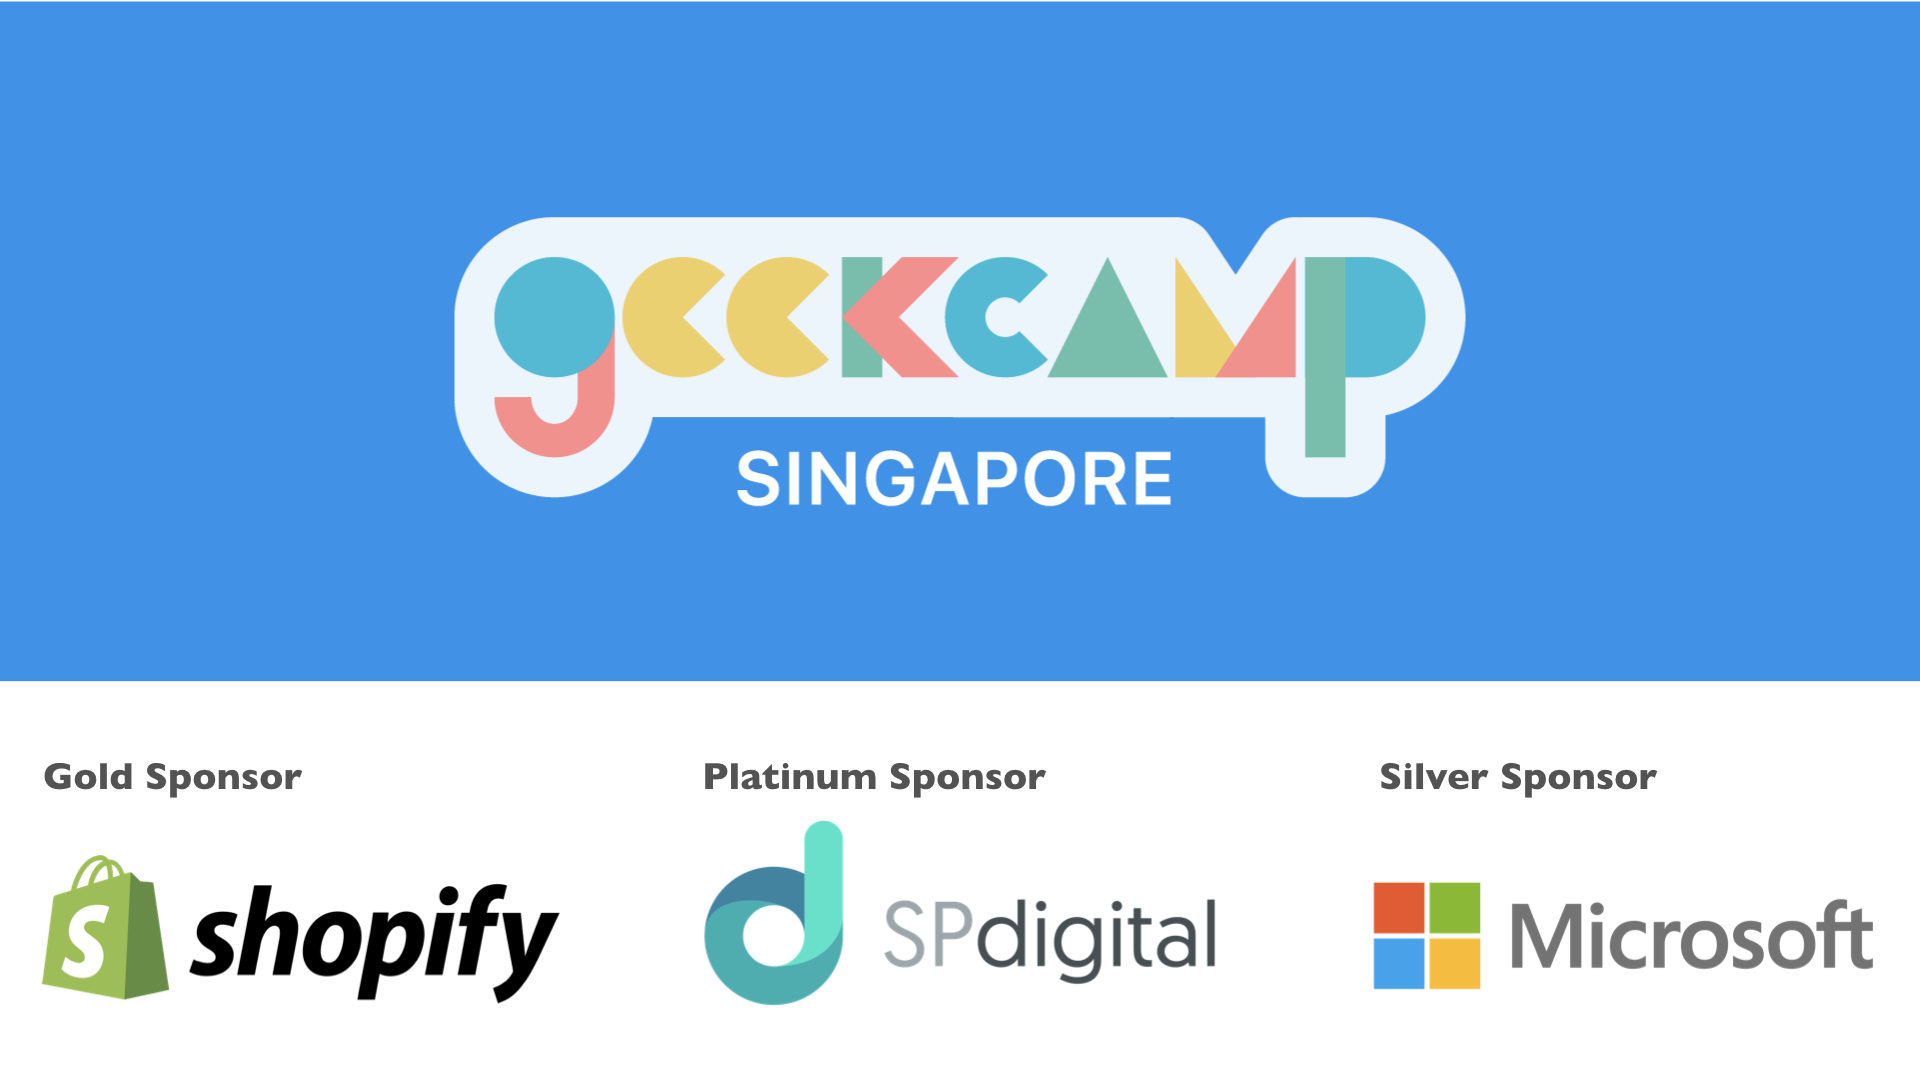 geekcamp
SINGAPORE
Gold Sponsor
Platinum Sponsor
Silver Sponsor
S shopify
SPdigital
Microsoft